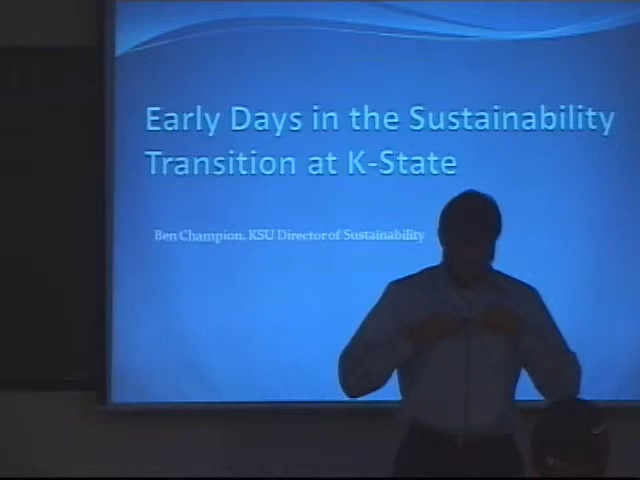 Early Days in the Sustainability
Transition at K-State
Ben Champion, KSU Director of Sustainability